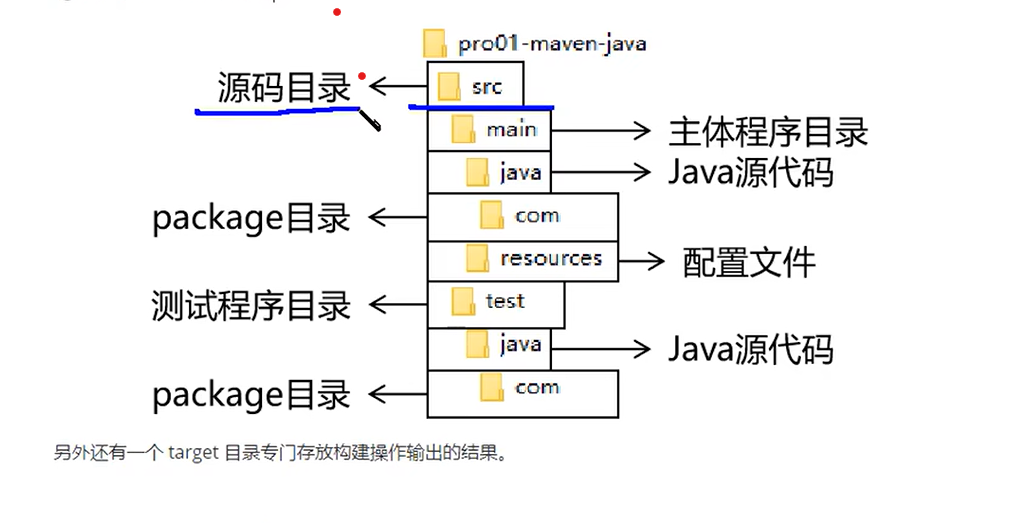 pro01-maven-java
源码目录 src
main 主体程序目录
java Java源代码
package目录 com
resources 配置文件
测试程序目录 test
java Java源代码
package目录 com
另外还有一个 target 目录专门存放构建操作输出的结果。